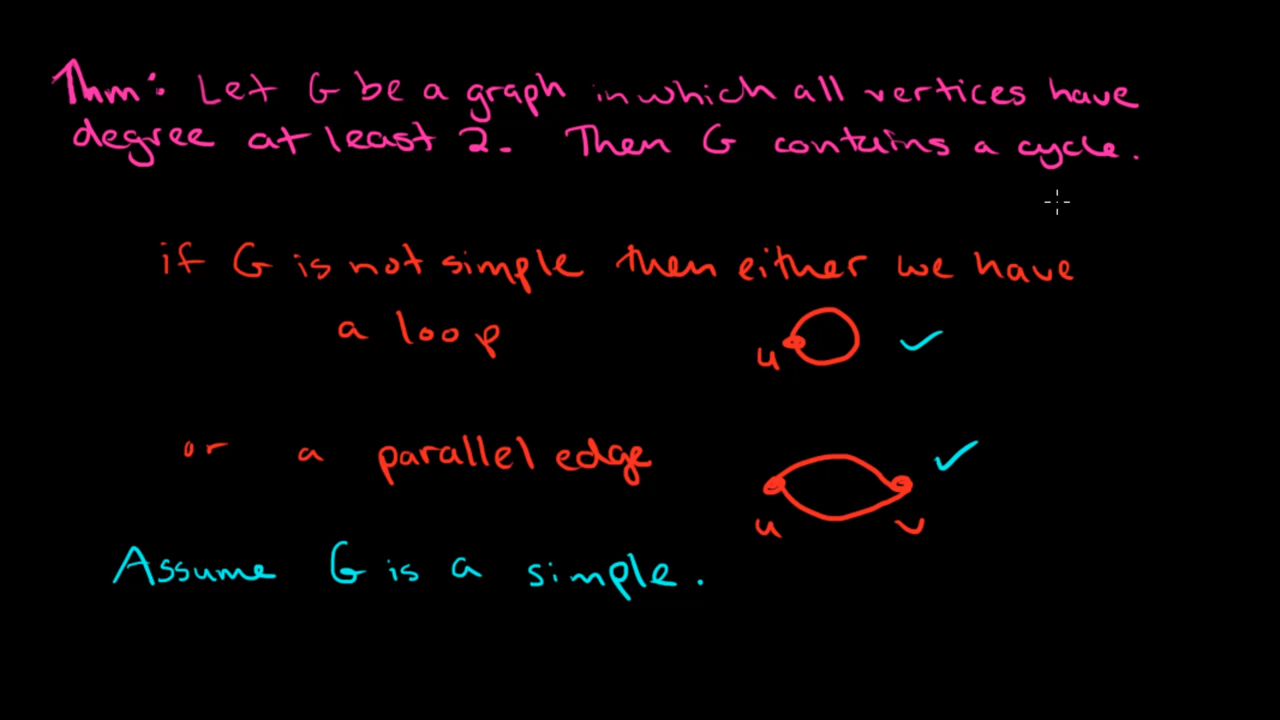 Thm: Let G be a graph in which all vertices have
degree at least 2. Then G contains a cycle.
if G is not simple then either we have
a loop
u
or a parallel edge
u v
Assume G is a simple.